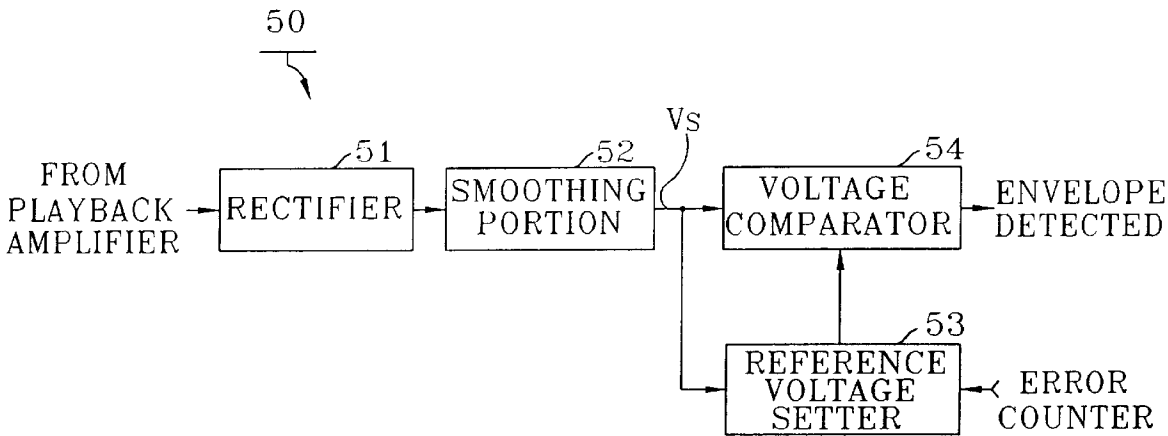 50
VS
51
52
54
FROM
PLAYBACK
AMPLIFIER
RECTIFIER
SMOOTHING
PORTION
VOLTAGE
COMPARATOR
ENVELOPE
DETECTED
53
REFERENCE
VOLTAGE
SETTER
ERROR
COUNTER